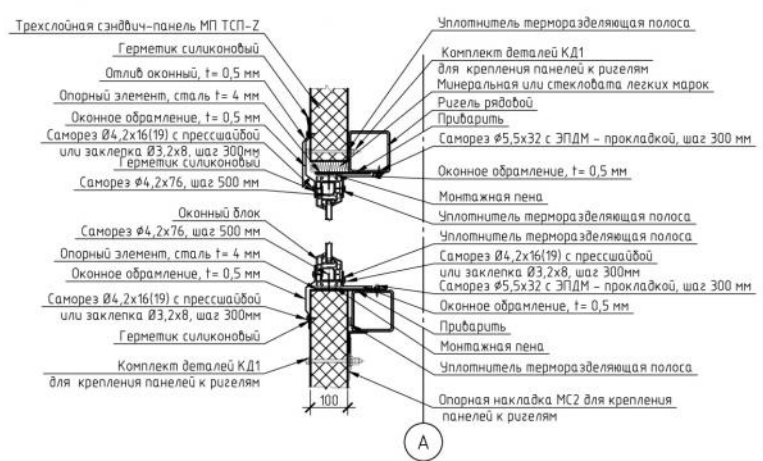 Трехслойная сэндвич-панель МП ТСП-Z
Герметик силиконовый
Отлив оконный, t= 0,5 мм
Опорный элемент, сталь t= 4 мм
Оконное обрамление, t= 0,5 мм
Саморез Ø4,2х16(19) с прессшайбой
или заклепка Ø3,2х8, шаг 300мм
Герметик силиконовый
Саморез Ø4,2х76, шаг 500 мм
Оконный блок
Саморез Ø4,2х76, шаг 500 мм
Опорный элемент, сталь t= 4 мм
Оконное обрамление, t= 0,5 мм
Саморез Ø4,2х16(19) с прессшайбой
или заклепка Ø3,2х8, шаг 300мм
Герметик силиконовый
Комплект деталей КД1
для крепления панелей к ригелям
Уплотнитель терморазделяющая полоса
Комплект деталей КД1
для крепления панелей к ригелям
Минеральная или стекловата легких марок
Ригель рядовой
Приварить
Саморез Ø5,5х32 с ЭПДМ - прокладкой, шаг 300 мм
Оконное обрамление, t= 0,5 мм
Монтажная пена
Уплотнитель терморазделяющая полоса
Уплотнитель терморазделяющая полоса
Саморез Ø4,2х16(19) с прессшайбой
или заклепка Ø3,2х8, шаг 300мм
Саморез Ø5,5х32 с ЭПДМ - прокладкой, шаг 300 мм
Оконное обрамление, t= 0,5 мм
Приварить
Монтажная пена
Уплотнитель терморазделяющая полоса
Опорная накладка МС2 для крепления
панелей к ригелям
100
А